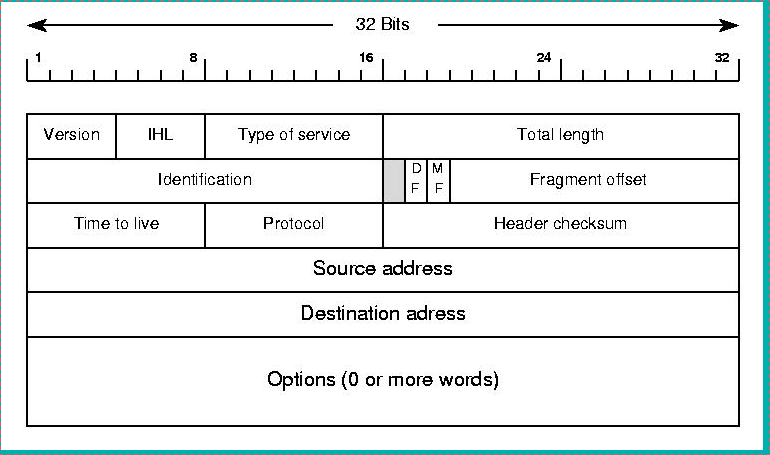 32 Bits
1 8 16 24 32
Version IHL Type of service Total length
Identification D F M F Fragment offset
Time to live Protocol Header checksum
Source address
Destination adress
Options (0 or more words)